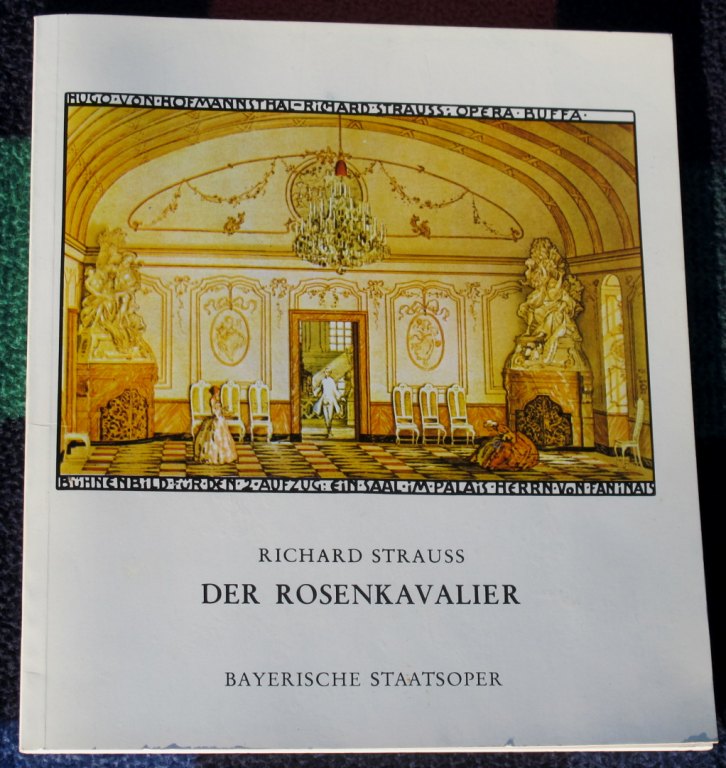 HUGO·VON·HOFMANNSTHAL-RICHARD·STRAUSS: OPERA·BUFFA·
BÜHNENBILD·FÜR·DEN·2·AUFZUG: EIN·SAAL·IM·PALAIS·HERRN·VON·FANINAIS
RICHARD STRAUSS
DER ROSENKAVALIER
BAYERISCHE STAATSOPER